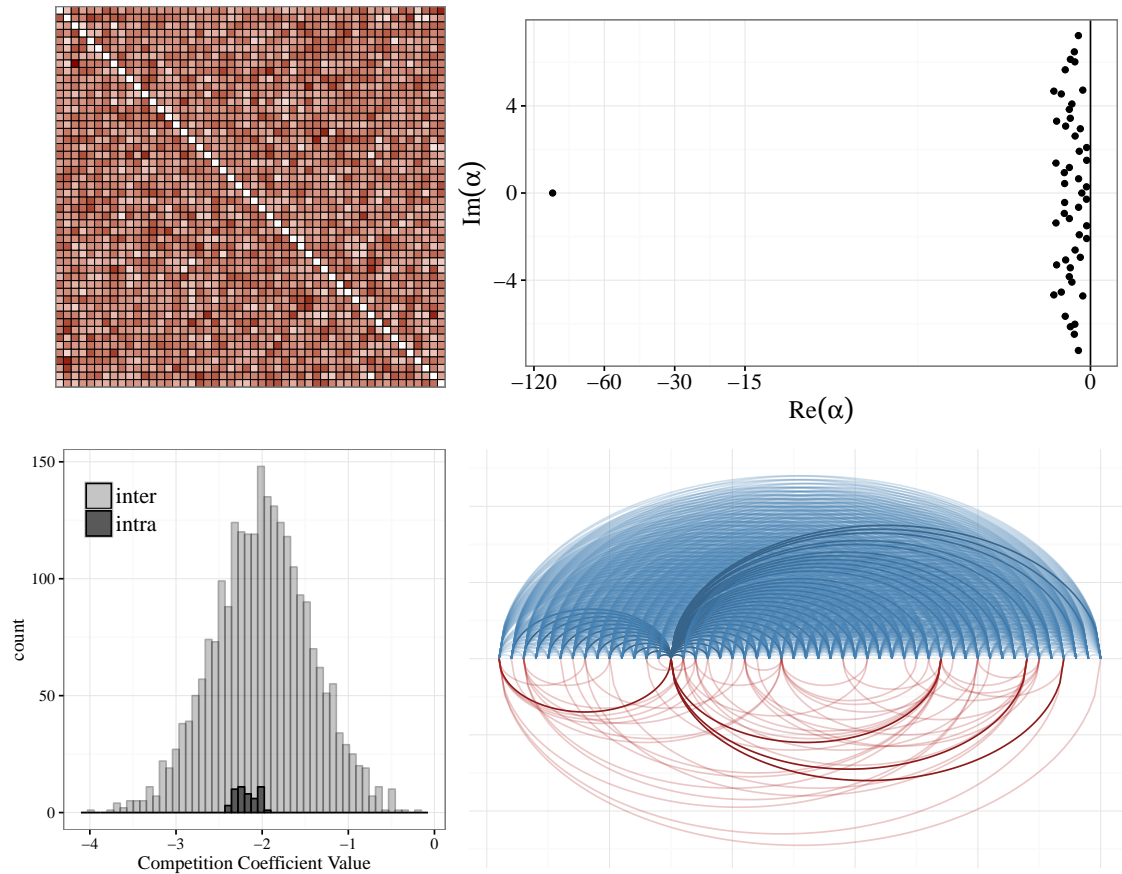 4
0
−4
Im(α)
−120 −60 −30 −15 0
Re(α)
150
100
50
0
count
inter
intra
−4 −3 −2 −1 0
Competition Coefficient Value